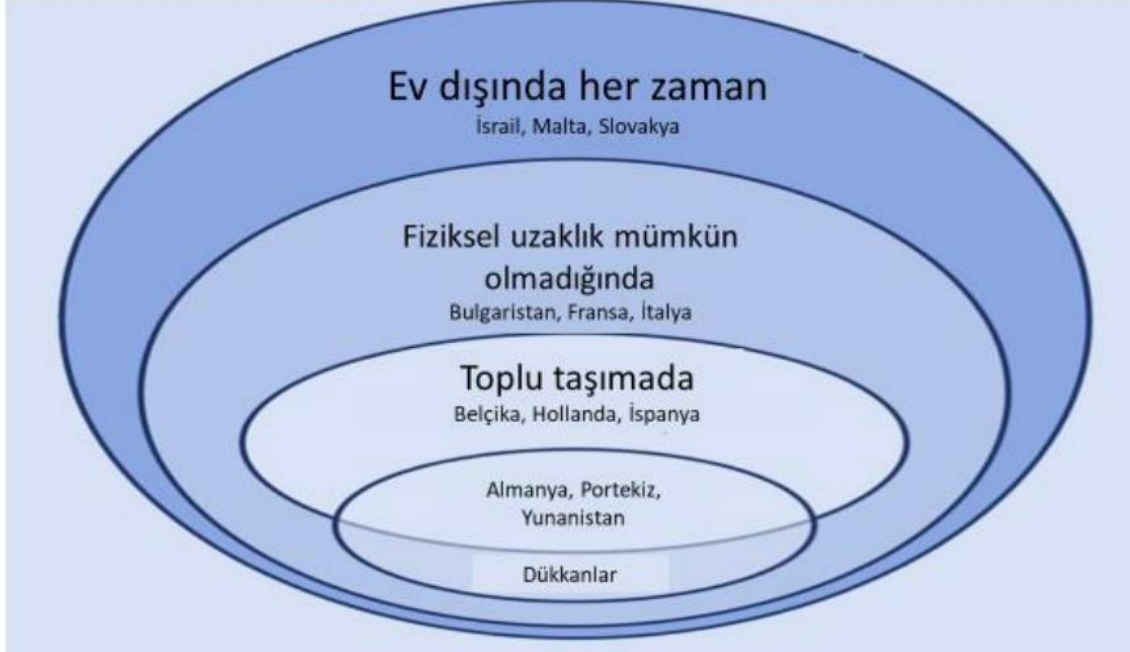 Ev dışında her zaman
İsrail, Malta, Slovakya
Fiziksel uzaklık mümkün
olmadığında
Bulgaristan, Fransa, İtalya
Toplu taşımada
Belçika, Hollanda, İspanya
Almanya, Portekiz,
Yunanistan
Dükkanlar